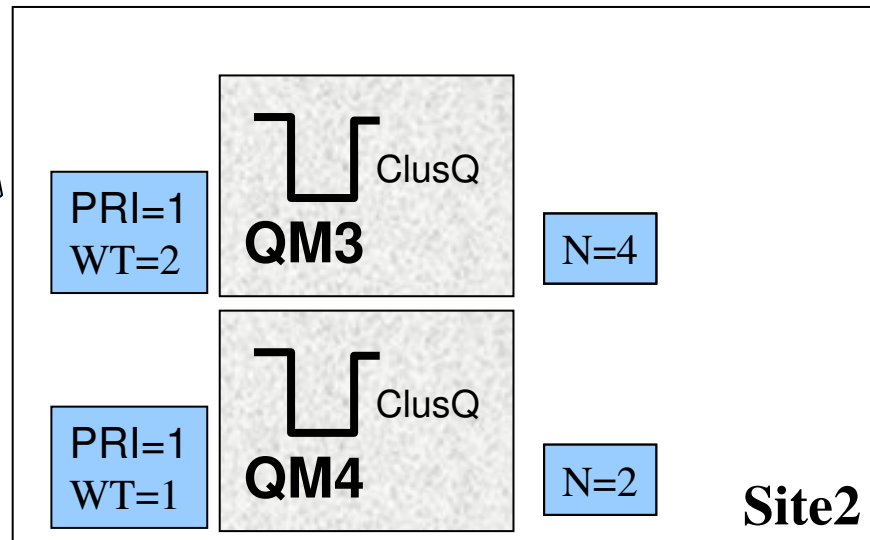 ClusQ
PRI=1
WT=2
QM3
N=4
ClusQ
PRI=1
WT=1
QM4
N=2
Site2